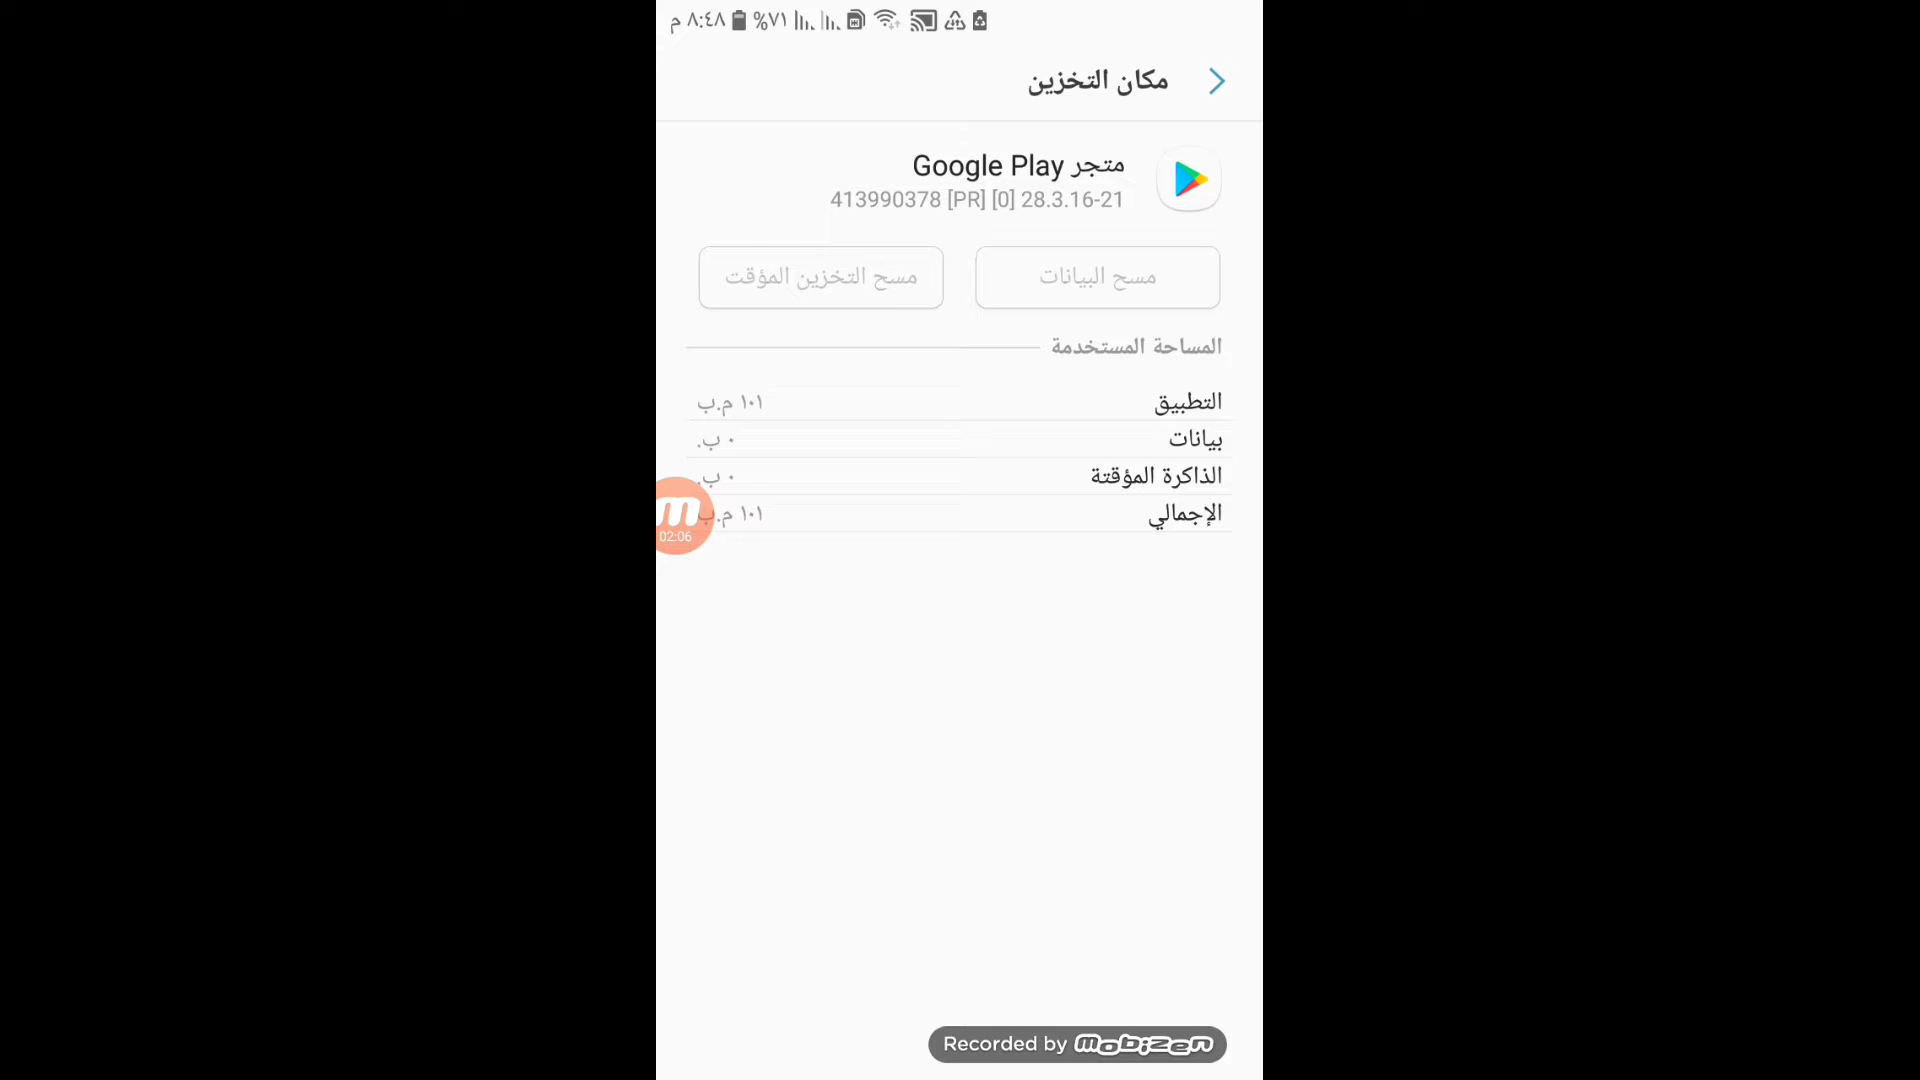 ٨:٤٨ م ٧١%
مكان التخزين
متجر Google Play
413990378 [PR] [0] 28.3.16-21
مسح البيانات
مسح التخزين المؤقت
المساحة المستخدمة
التطبيق ١٠١ م.ب
بيانات ٠ ب.
الذاكرة المؤقتة ٠ ب.
الإجمالي ١٠١ م.ب
02:06
Recorded by mobizen